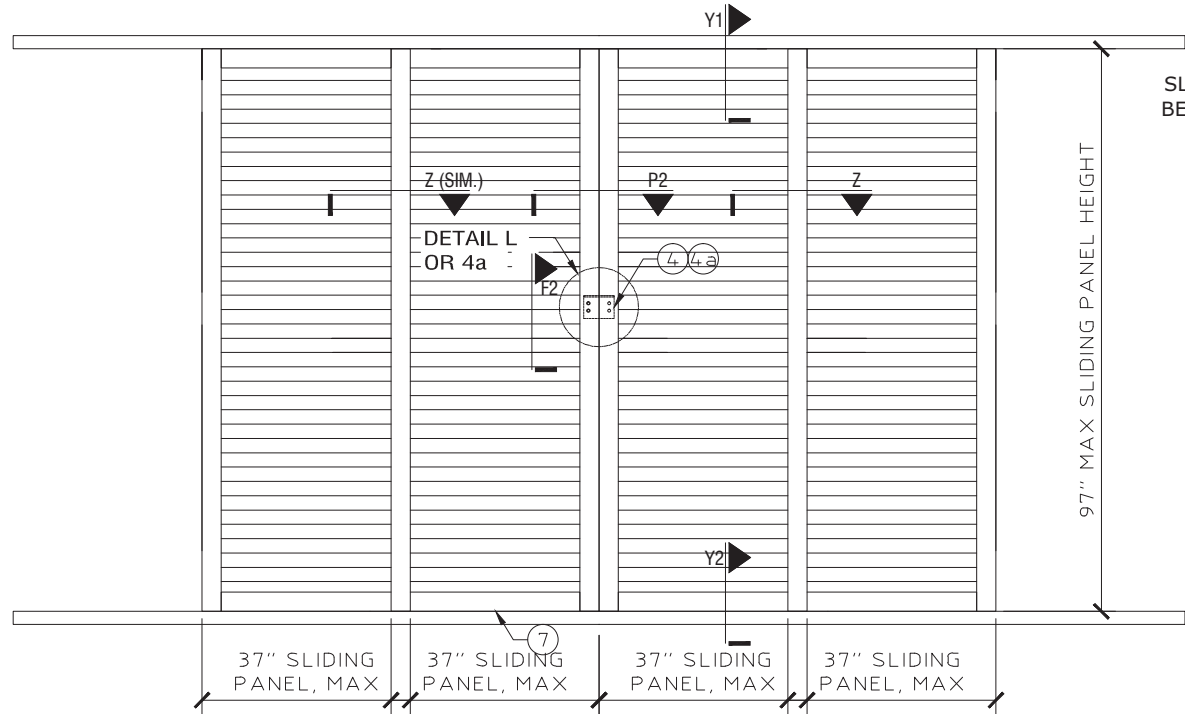 Y1
SL
BE
Z (SIM.)
P2
Z
DETAIL L
OR 4a
F2
4
4a
97" MAX SLIDING PANEL HEIGHT
Y2
7
37" SLIDING
PANEL, MAX
37" SLIDING
PANEL, MAX
37" SLIDING
PANEL, MAX
37" SLIDING
PANEL, MAX